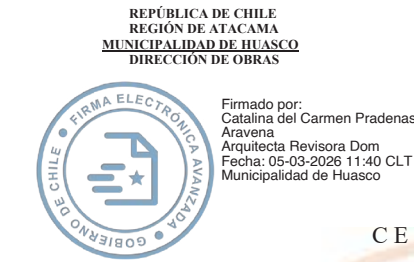 REPÚBLICA DE CHILE
REGIÓN DE ATACAMA
MUNICIPALIDAD DE HUASCO
DIRECCIÓN DE OBRAS
FIRMA ELECTRÓNICA AVANZADA
GOBIERNO DE CHILE
Firmado por:
Catalina del Carmen Pradenas
Aravena
Arquitecta Revisora Dom
Fecha: 05-03-2026 11:40 CLT
Municipalidad de Huasco
C E